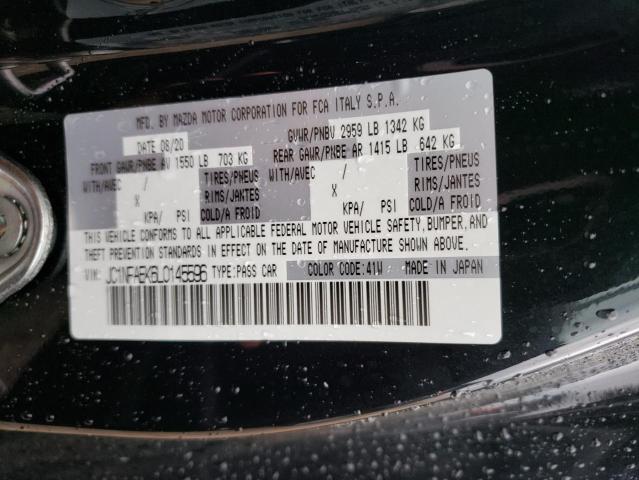 MFD. BY MAZDA MOTOR CORPORATION FOR FCA ITALY S.P.A.
DATE 08/20 GVWR/PNBV 2959 LB 1342 KG
FRONT GAWR/PNBE AV 1550 LB 703 KG REAR GAWR/PNBE AR 1415 LB 642 KG
WITH/AVEC / TIRES/PNEUS WITH/AVEC / TIRES/PNEUS
X RIMS/JANTES X RIMS/JANTES
KPA/ PSI COLD/A FROID KPA/ PSI COLD/A FROID
THIS VEHICLE CONFORMS TO ALL APPLICABLE FEDERAL MOTOR VEHICLE SAFETY, BUMPER, AND
THEFT PREVENTION STANDARDS IN EFFECT ON THE DATE OF MANUFACTURE SHOWN ABOVE.
VIN: JC1NFAEK6L0145596 TYPE:PASS CAR COLOR CODE:41W MADE IN JAPAN